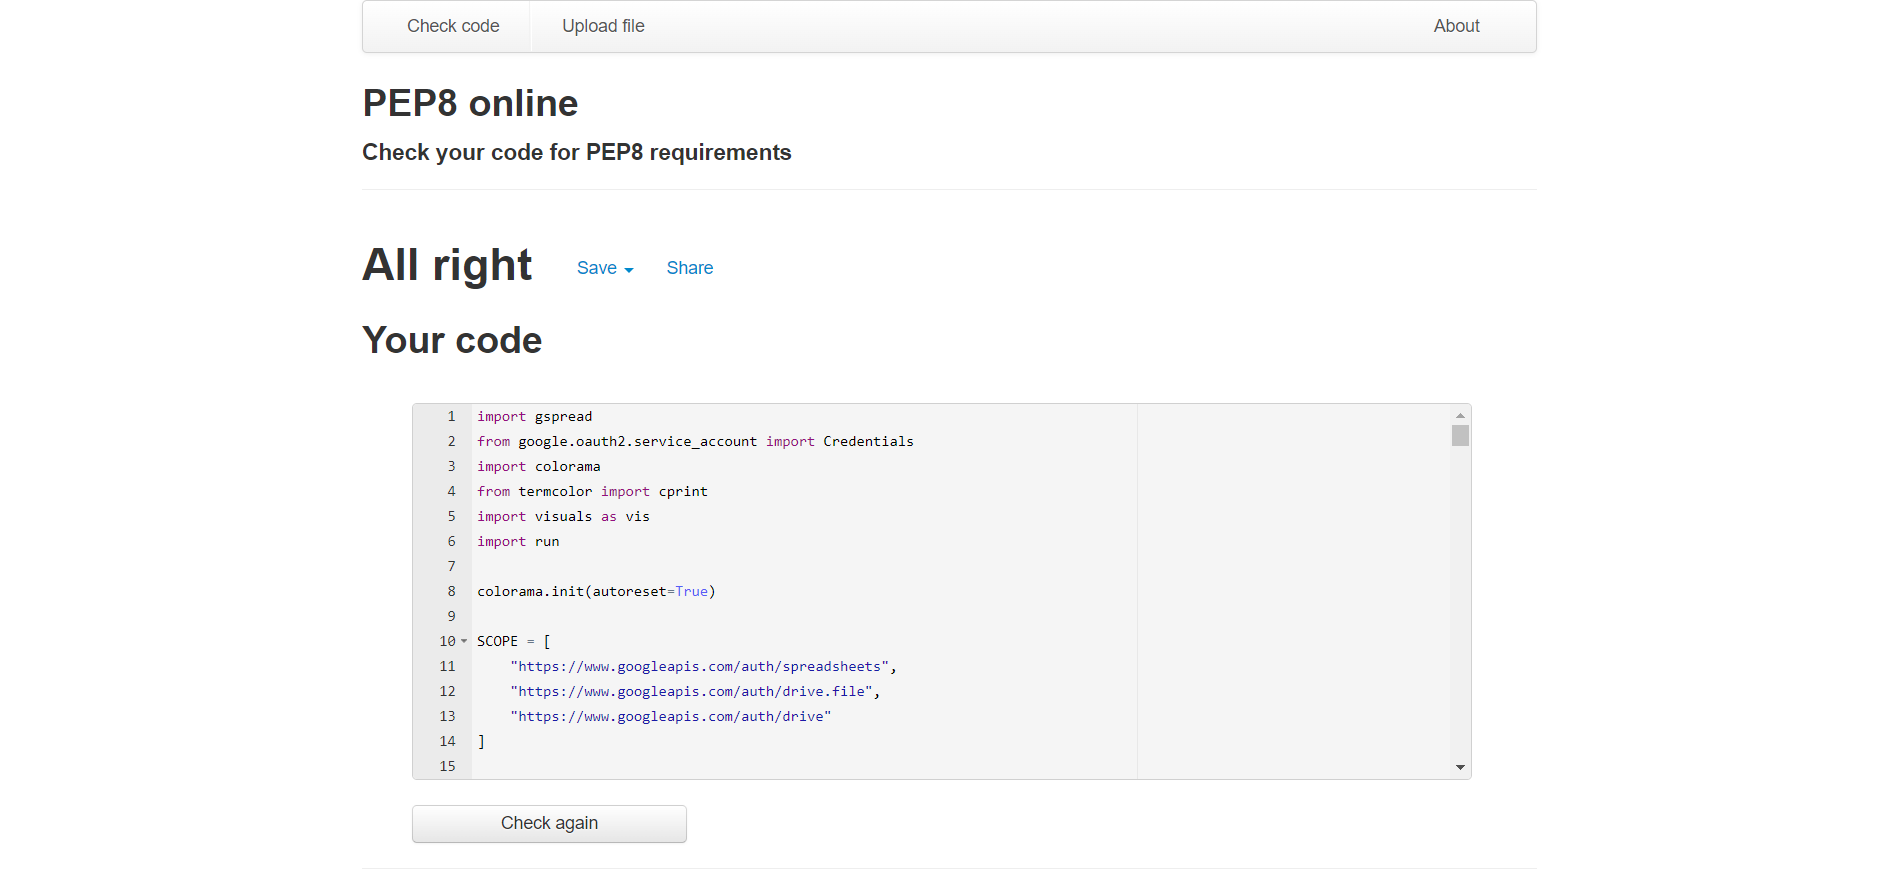 Check code Upload file About
PEP8 online
Check your code for PEP8 requirements
All right Save Share
Your code
1 import gspread
2 from google.oauth2.service_account import Credentials
3 import colorama
4 from termcolor import cprint
5 import visuals as vis
6 import run
7
8 colorama.init(autoreset=True)
9
10 SCOPE = [
11     "https://www.googleapis.com/auth/spreadsheets",
12     "https://www.googleapis.com/auth/drive.file",
13     "https://www.googleapis.com/auth/drive"
14 ]
15
Check again